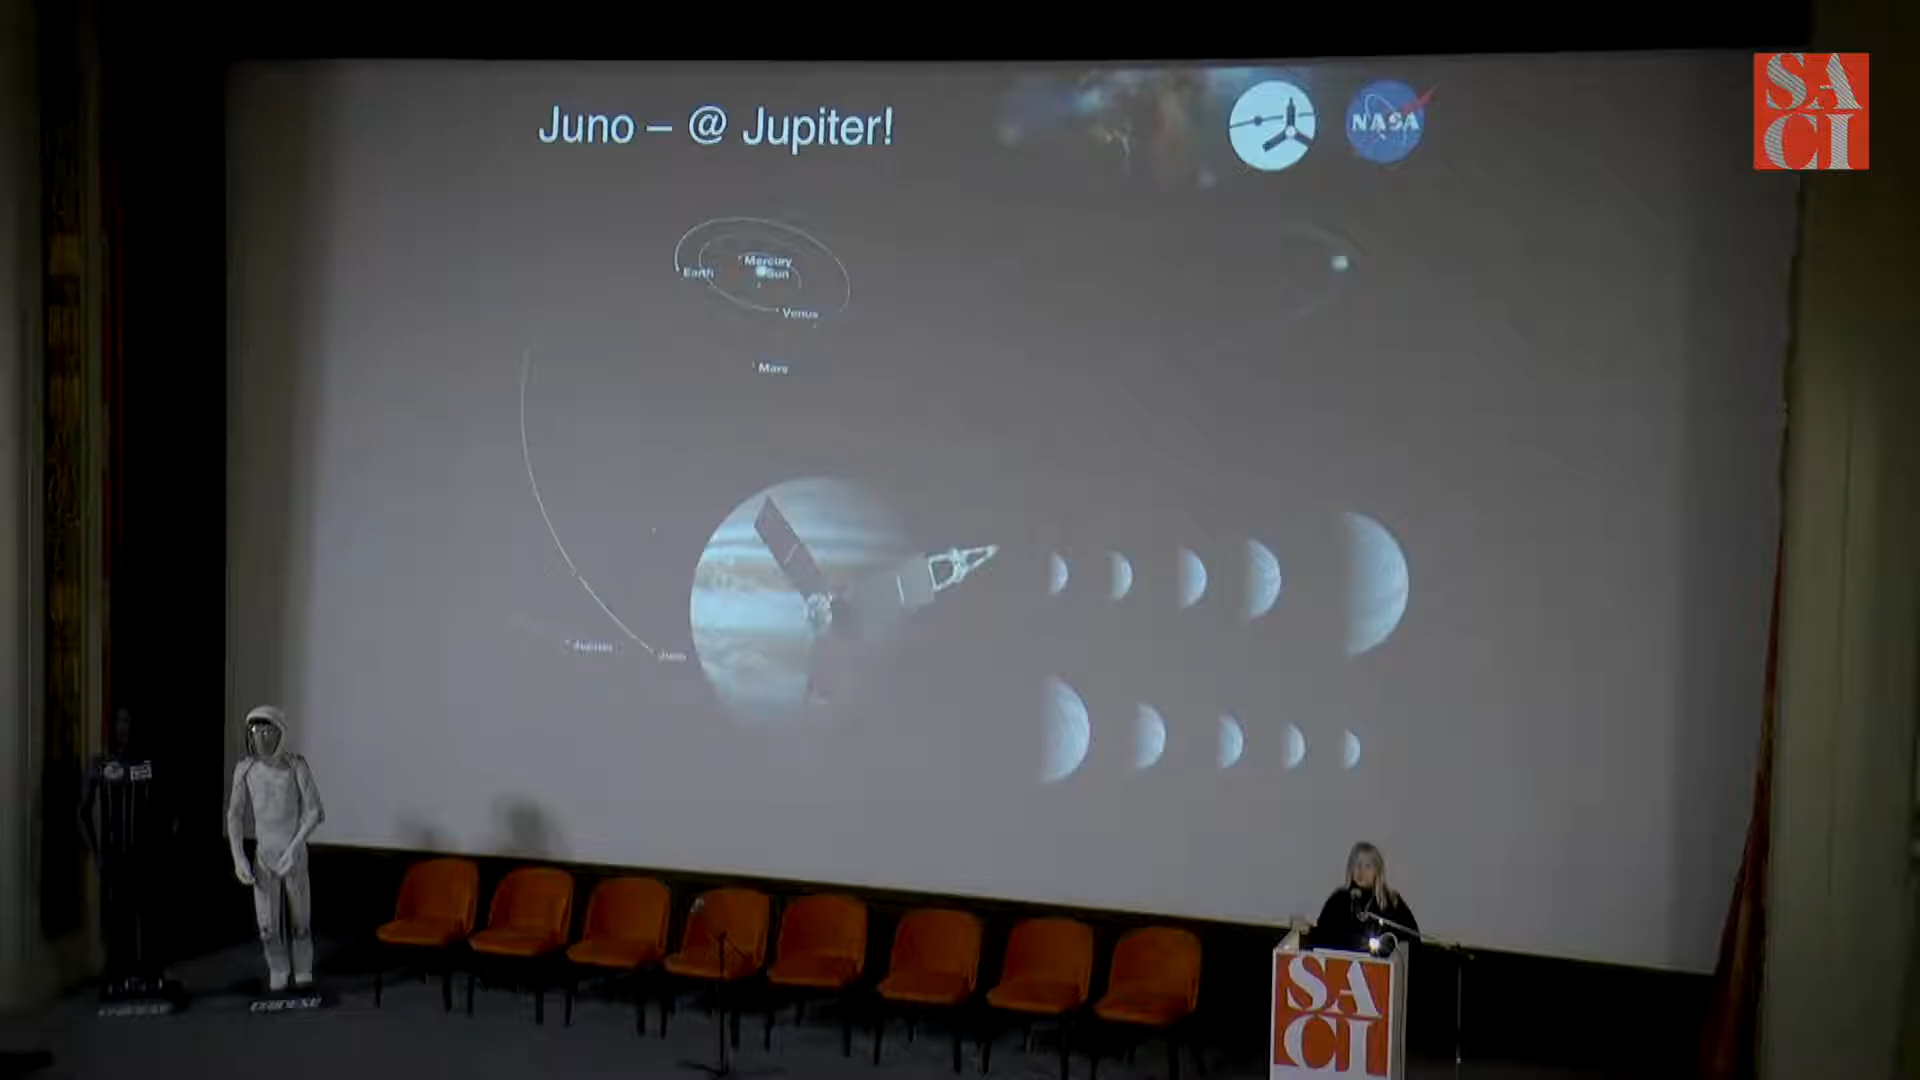 Juno – @ Jupiter!
NASA
SA
CI
Mercury
Earth
Sun
Venus
Mars
Jupiter
Juno
SA
CI